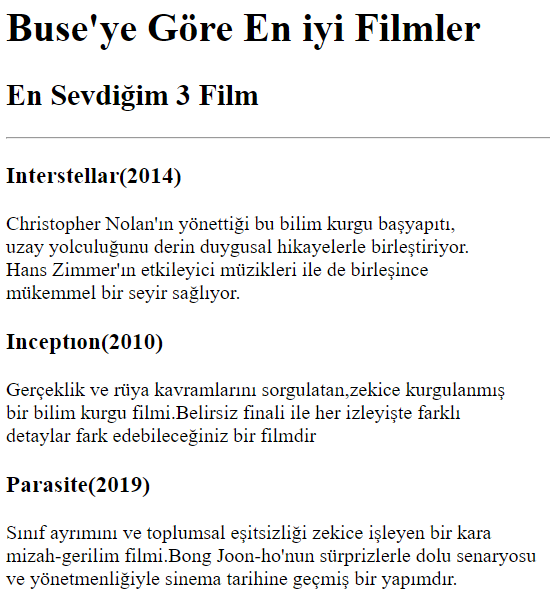 Buse'ye Göre En iyi Filmler
En Sevdiğim 3 Film
Interstellar(2014)
Christopher Nolan'ın yönettiği bu bilim kurgu başyapıtı,
uzay yolculuğunu derin duygusal hikayelerle birleştiriyor.
Hans Zimmer'ın etkileyici müzikleri ile de birleşince
mükemmel bir seyir sağlıyor.
Inceptıon(2010)
Gerçeklik ve rüya kavramlarını sorgulatan,zekice kurgulanmış
bir bilim kurgu filmi.Belirsiz finali ile her izleyişte farklı
detaylar fark edebileceğiniz bir filmdir
Parasite(2019)
Sınıf ayrımını ve toplumsal eşitsizliği zekice işleyen bir kara
mizah-gerilim filmi.Bong Joon-ho'nun sürprizlerle dolu senaryosu
ve yönetmenliğiyle sinema tarihine geçmiş bir yapımdır.